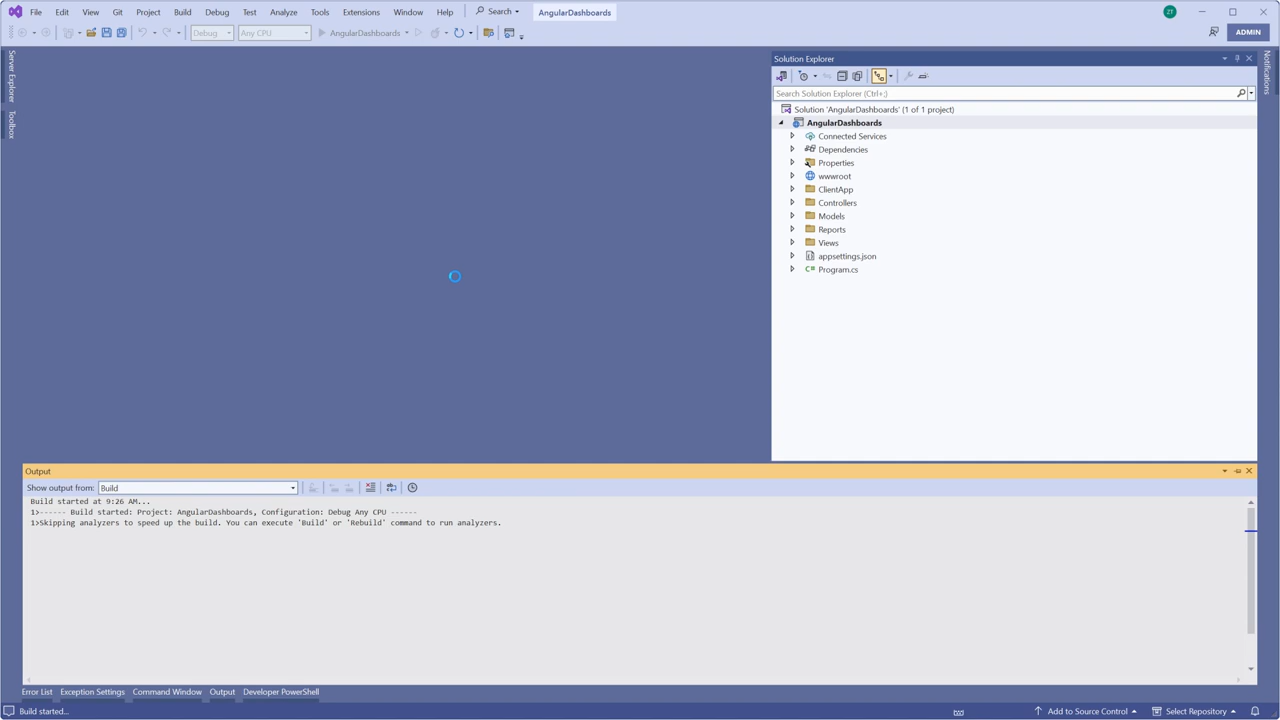 File Edit View Git Project Build Debug Test Analyze Tools Extensions Window Help Search AngularDashboards ZT
Debug Any CPU AngularDashboards ADMIN
Server Explorer
Toolbox
Solution Explorer
Search Solution Explorer (Ctrl+;)
Solution 'AngularDashboards' (1 of 1 project)
AngularDashboards
Connected Services
Dependencies
Properties
wwwroot
ClientApp
Controllers
Models
Reports
Views
appsettings.json
C# Program.cs
Notifications
Output
Show output from: Build
Build started at 9:26 AM...
1>------ Build started: Project: AngularDashboards, Configuration: Debug Any CPU ------
1>Skipping analyzers to speed up the build. You can execute 'Build' or 'Rebuild' command to run analyzers.
Error List Exception Settings Command Window Output Developer PowerShell
Build started... Add to Source Control Select Repository